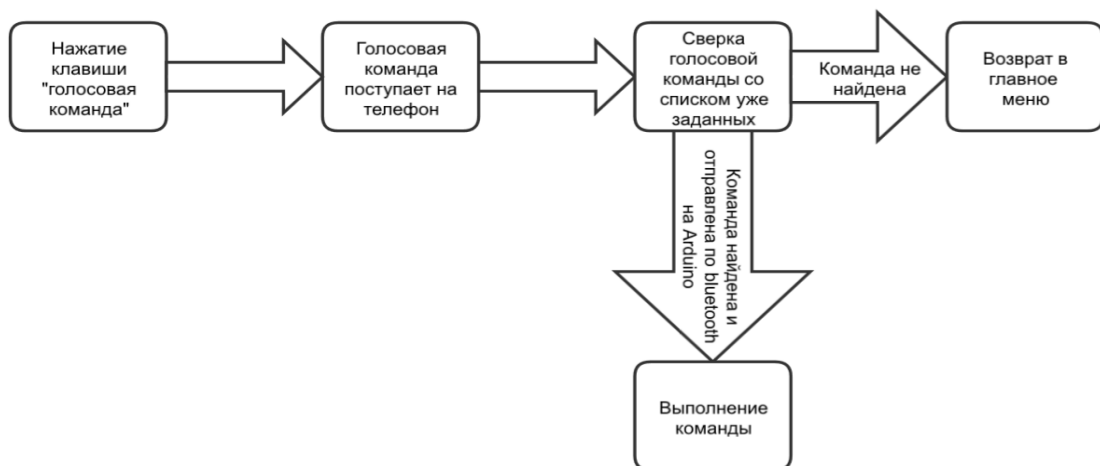 Нажатие
клавиши
"голосовая
команда"
Голосовая
команда
поступает на
телефон
Сверка
голосовой
команды со
списком уже
заданных
Команда не
найдена
Возврат в
главное
меню
Команда найдена и
отправлена по bluetooth
на Arduino
Выполнение
команды